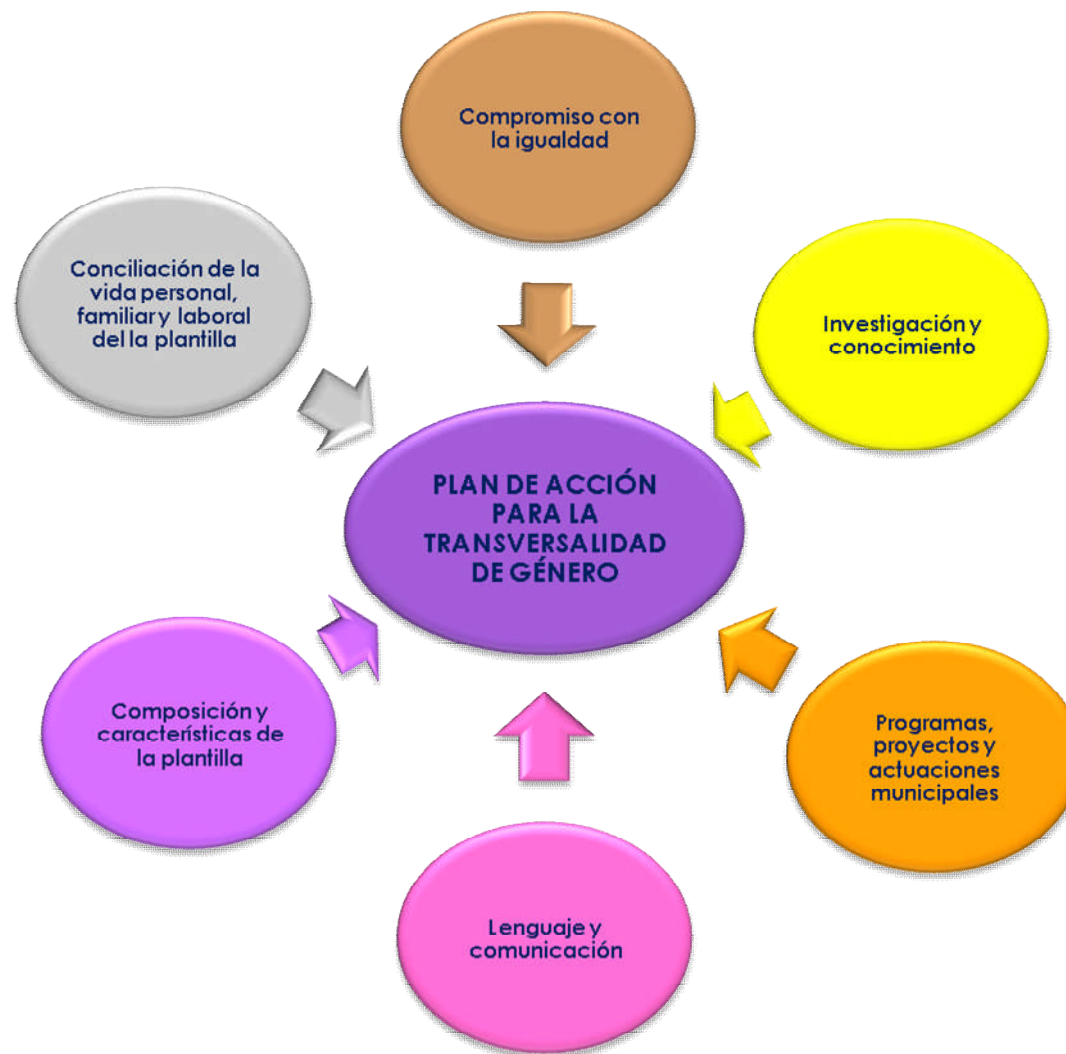 Compromiso con
la igualdad
Conciliación de la
vida personal,
familiar y laboral
del la plantilla
Investigación y
conocimiento
PLAN DE ACCIÓN
PARA LA
TRANSVERSALIDAD
DE GÉNERO
Composición y
características de
la plantilla
Programas,
proyectos y
actuaciones
municipales
Lenguaje y
comunicación